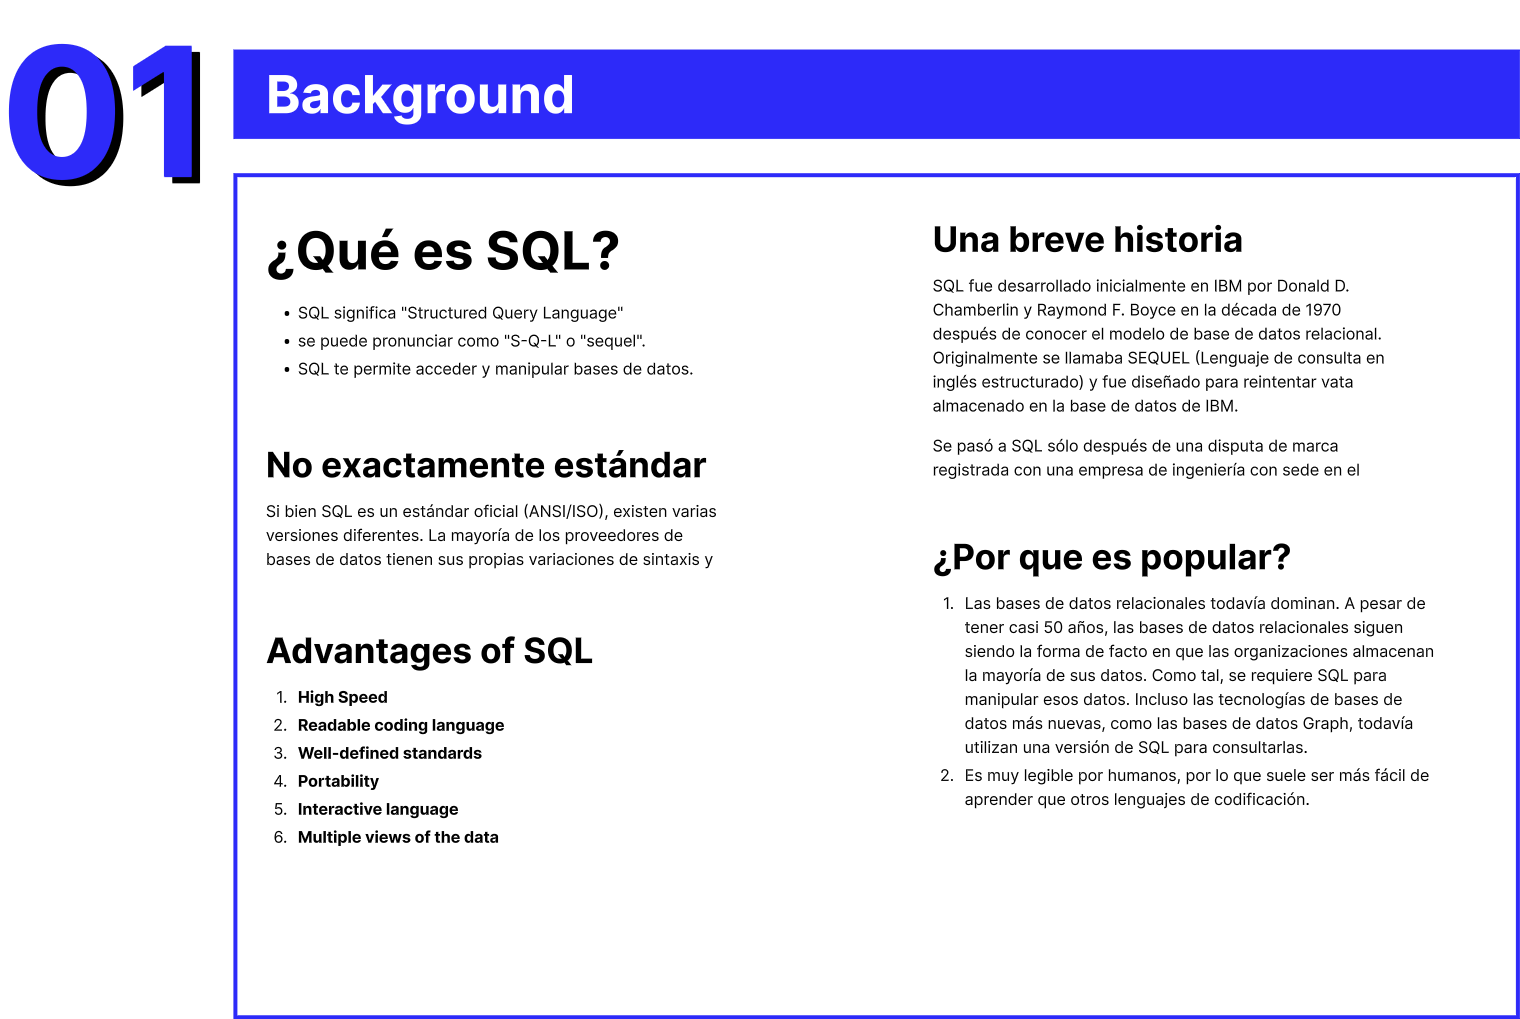 01
Background
¿Qué es SQL?
• SQL significa "Structured Query Language"
• se puede pronunciar como "S-Q-L" o "sequel".
• SQL te permite acceder y manipular bases de datos.
No exactamente estándar
Si bien SQL es un estándar oficial (ANSI/ISO), existen varias
versiones diferentes. La mayoría de los proveedores de
bases de datos tienen sus propias variaciones de sintaxis y
Advantages of SQL
1. High Speed
2. Readable coding language
3. Well-defined standards
4. Portability
5. Interactive language
6. Multiple views of the data
Una breve historia
SQL fue desarrollado inicialmente en IBM por Donald D.
Chamberlin y Raymond F. Boyce en la década de 1970
después de conocer el modelo de base de datos relacional.
Originalmente se llamaba SEQUEL (Lenguaje de consulta en
inglés estructurado) y fue diseñado para reintentar vata
almacenado en la base de datos de IBM.
Se pasó a SQL sólo después de una disputa de marca
registrada con una empresa de ingeniería con sede en el
¿Por que es popular?
1. Las bases de datos relacionales todavía dominan. A pesar de
tener casi 50 años, las bases de datos relacionales siguen
siendo la forma de facto en que las organizaciones almacenan
la mayoría de sus datos. Como tal, se requiere SQL para
manipular esos datos. Incluso las tecnologías de bases de
datos más nuevas, como las bases de datos Graph, todavía
utilizan una versión de SQL para consultarlas.
2. Es muy legible por humanos, por lo que suele ser más fácil de
aprender que otros lenguajes de codificación.